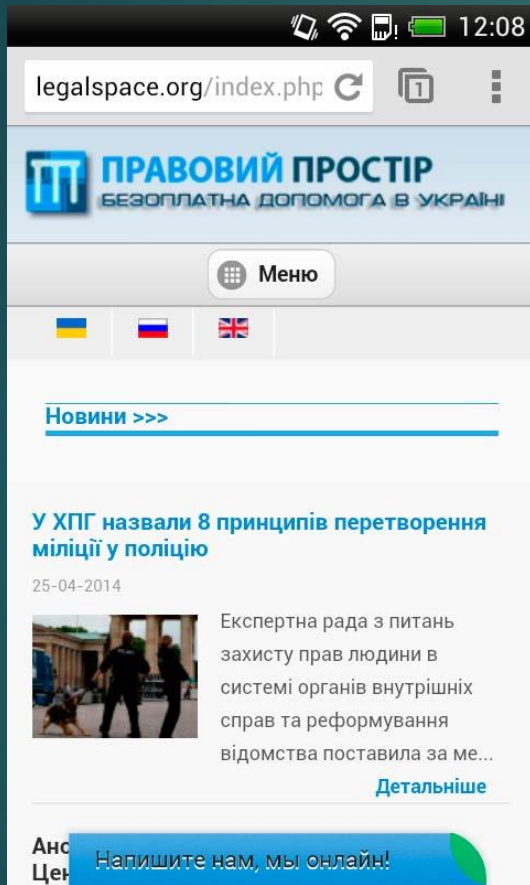 12:08
legalspace.org/index.php
1
ПРАВОВИЙ ПРОСТІР
БЕЗОПЛАТНА ДОПОМОГА В УКРАЇНІ
Меню
Новини >>>
У ХПГ назвали 8 принципів перетворення
міліції у поліцію
25-04-2014
Експертна рада з питань
захисту прав людини в
системі органів внутрішніх
справ та реформування
відомства поставила за ме...
Детальніше
Напишите нам, мы онлайн!